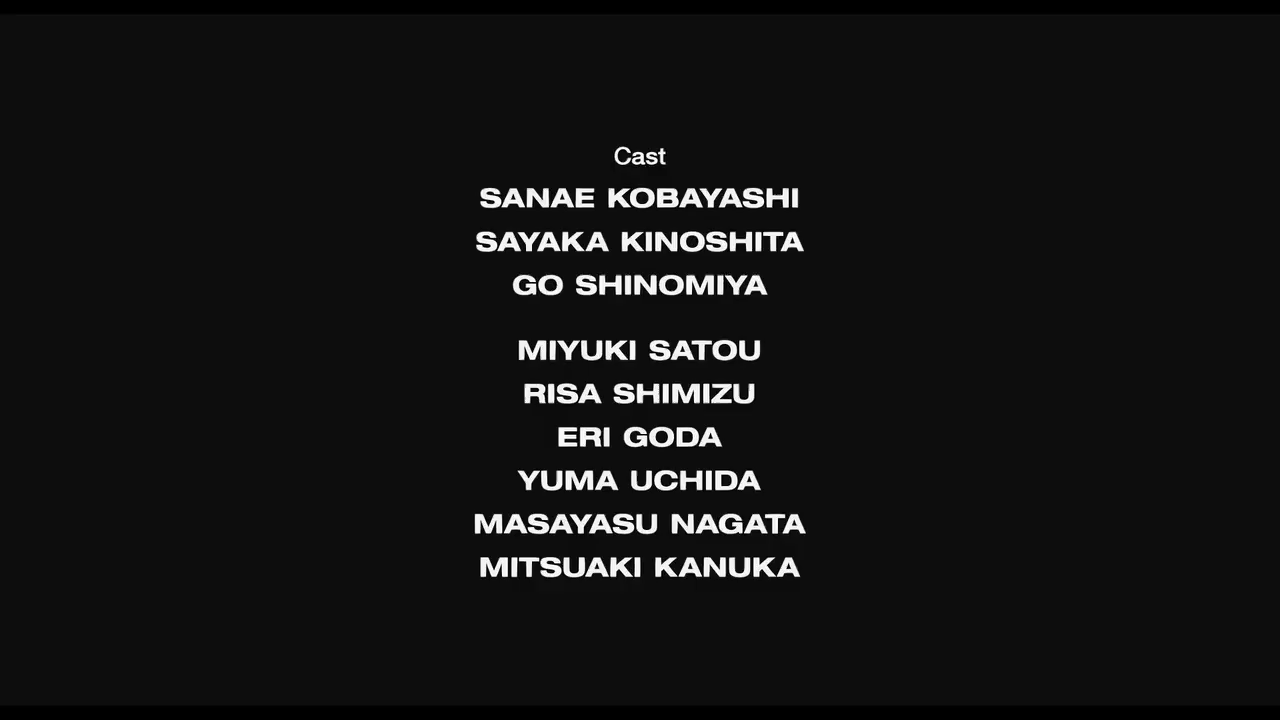 Cast
SANAE KOBAYASHI
SAYAKA KINOSHITA
GO SHINOMIYA
MIYUKI SATOU
RISA SHIMIZU
ERI GODA
YUMA UCHIDA
MASAYASU NAGATA
MITSUAKI KANUKA